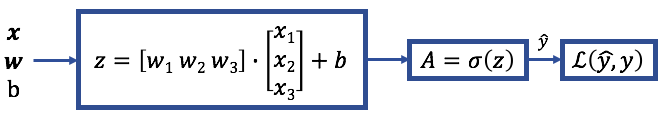 x
w
b
z = [w₁ w₂ w₃] · [x₁ x₂ x₃] + b
A = σ(z)
ŷ
ℒ(ŷ, y)